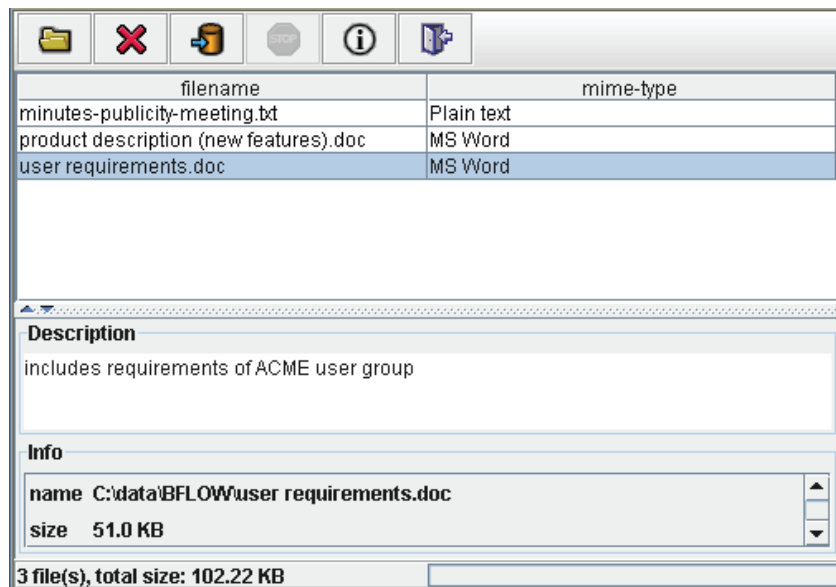 STOP
filename mime-type
minutes-publicity-meeting.txt Plain text
product description (new features).doc MS Word
user requirements.doc MS Word
Description
includes requirements of ACME user group
Info
name C:\data\BFLOW\user requirements.doc
size 51.0 KB
3 file(s), total size: 102.22 KB